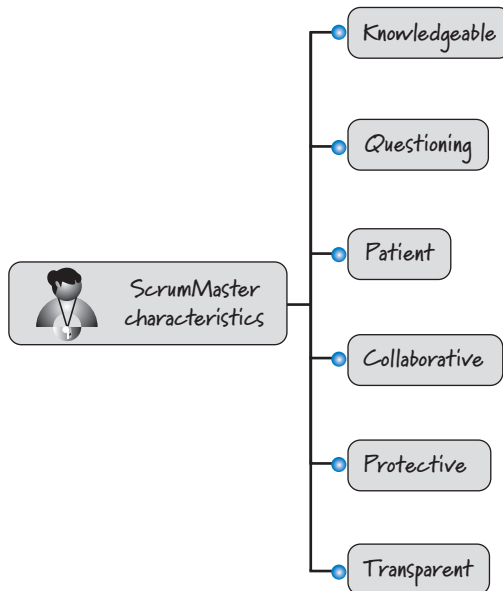 Knowledgeable
Questioning
Patient
ScrumMaster
characteristics
Collaborative
Protective
Transparent